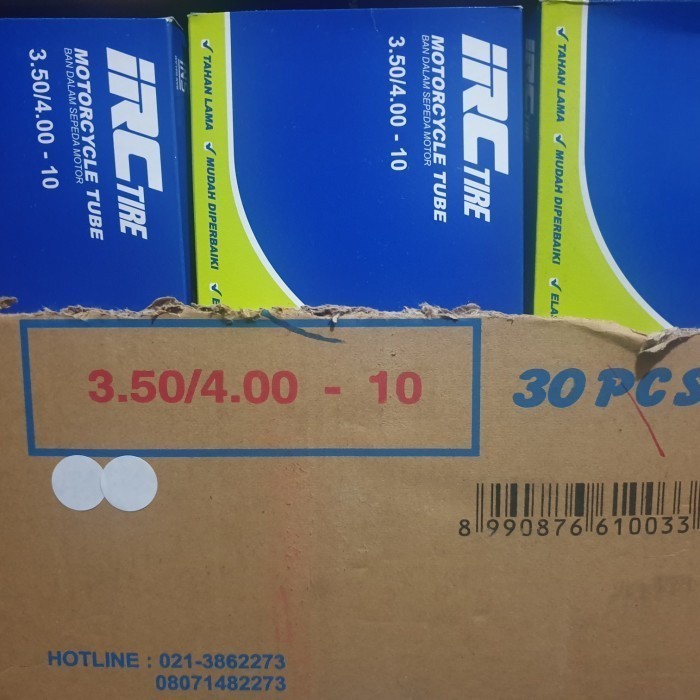 iRC TIRE
MOTORCYCLE TUBE
BAN DALAM SEPEDA MOTOR
3.50/4.00 - 10
TAHAN LAMA
MUDAH DIPERBAIKI
iRC TIRE
MOTORCYCLE TUBE
BAN DALAM SEPEDA MOTOR
3.50/4.00 - 10
TAHAN LAMA
MUDAH DIPERBAIKI
3.50/4.00 - 10
30 PCS
8 990876 610033
HOTLINE : 021-3862273
08071482273